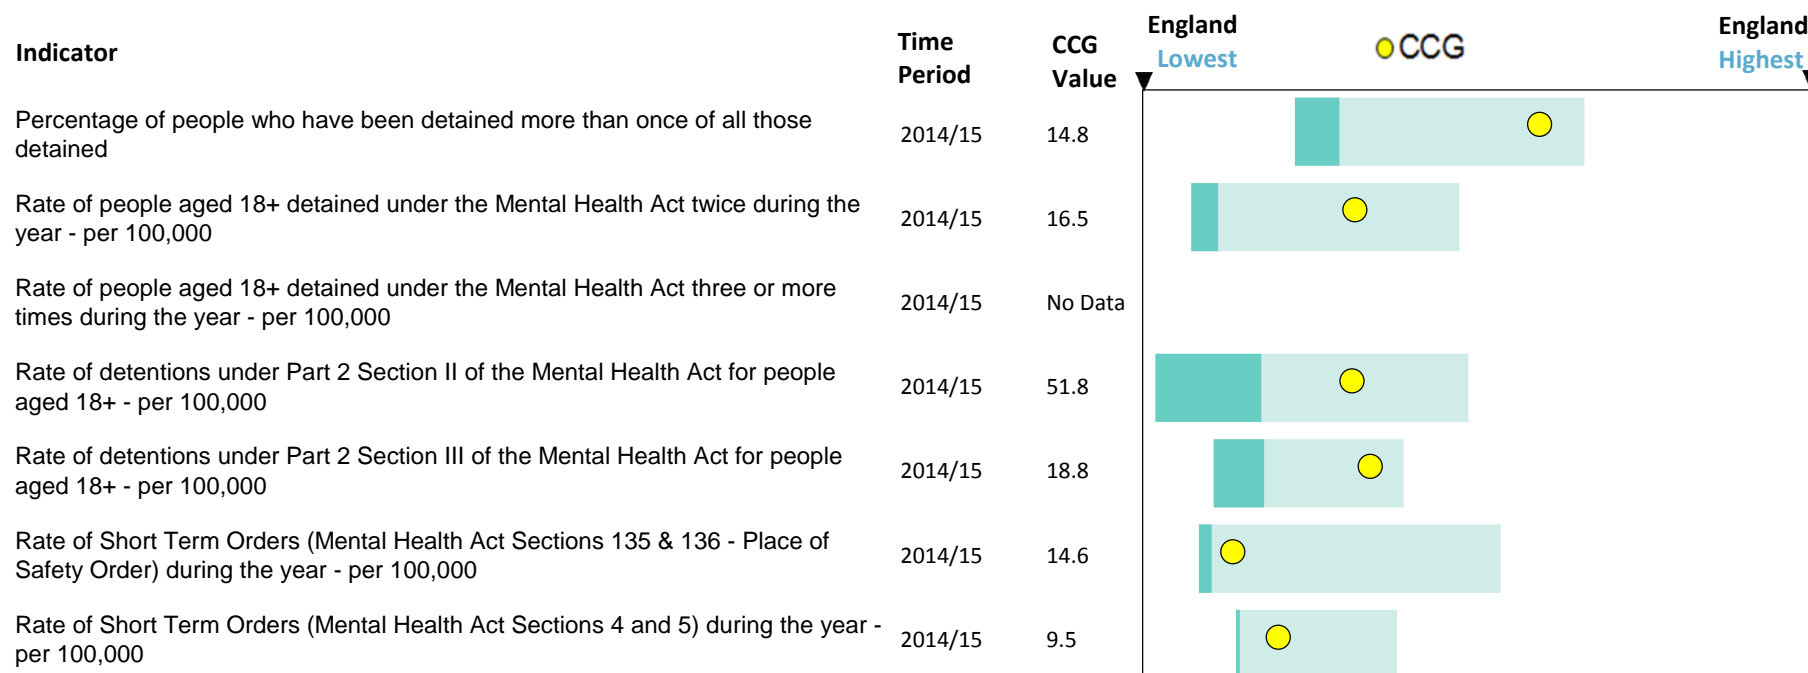 Indicator
Time
Period
CCG
Value
England
Lowest
CCG
England
Highest
Percentage of people who have been detained more than once of all those
detained
2014/15
14.8
Rate of people aged 18+ detained under the Mental Health Act twice during the
year - per 100,000
2014/15
16.5
Rate of people aged 18+ detained under the Mental Health Act three or more
times during the year - per 100,000
2014/15
No Data
Rate of detentions under Part 2 Section II of the Mental Health Act for people
aged 18+ - per 100,000
2014/15
51.8
Rate of detentions under Part 2 Section III of the Mental Health Act for people
aged 18+ - per 100,000
2014/15
18.8
Rate of Short Term Orders (Mental Health Act Sections 135 & 136 - Place of
Safety Order) during the year - per 100,000
2014/15
14.6
Rate of Short Term Orders (Mental Health Act Sections 4 and 5) during the year -
per 100,000
2014/15
9.5